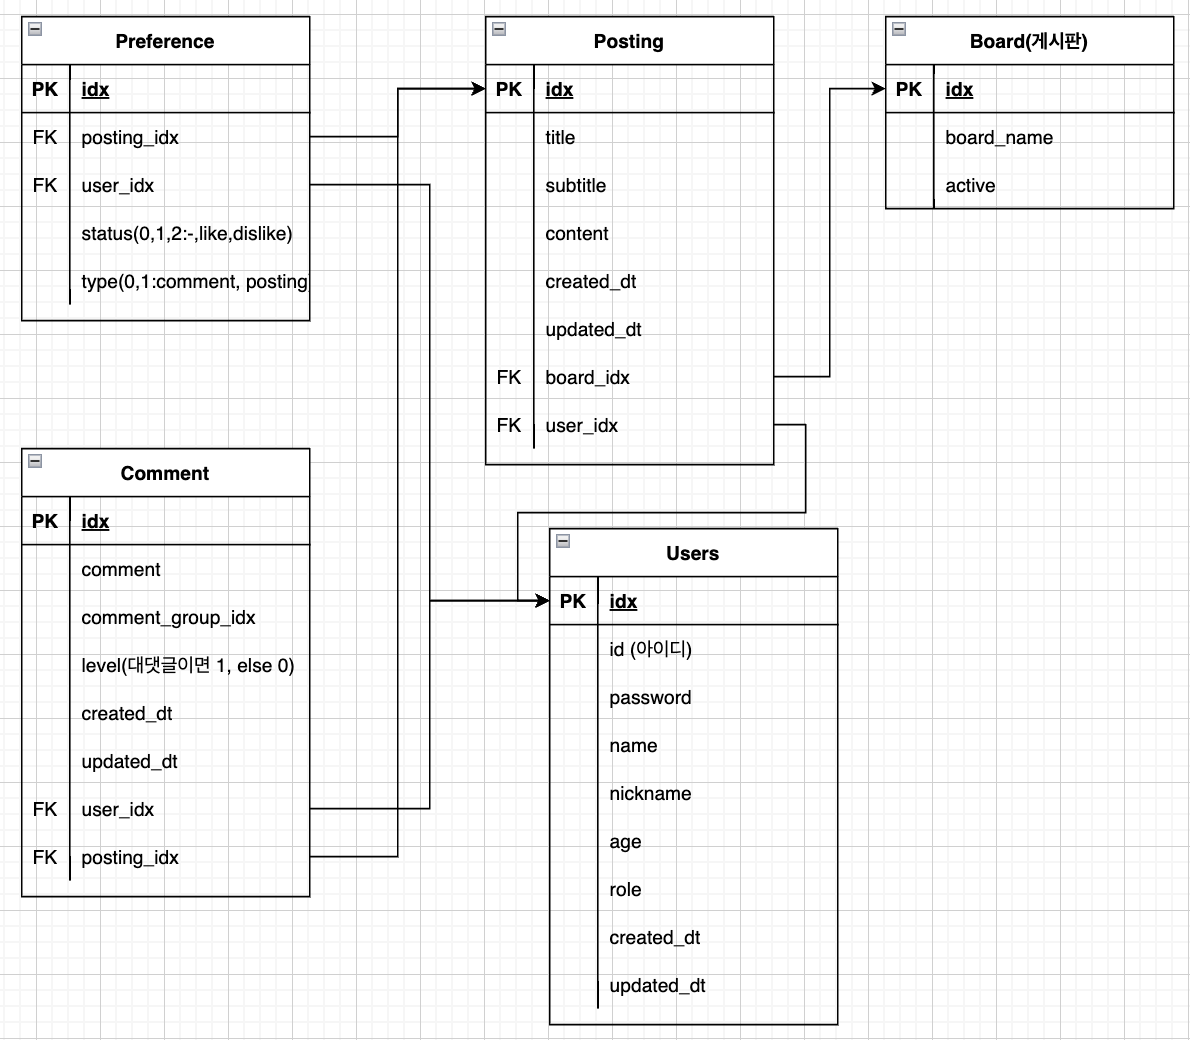 Preference
PK idx
FK posting_idx
FK user_idx
status(0,1,2:-,like,dislike)
type(0,1:comment, posting
Posting
PK idx
title
subtitle
content
created_dt
updated_dt
FK board_idx
FK user_idx
Board(게시판)
PK idx
board_name
active
Comment
PK idx
comment
comment_group_idx
level(대댓글이면 1, else 0)
created_dt
updated_dt
FK user_idx
FK posting_idx
Users
PK idx
id (아이디)
password
name
nickname
age
role
created_dt
updated_dt